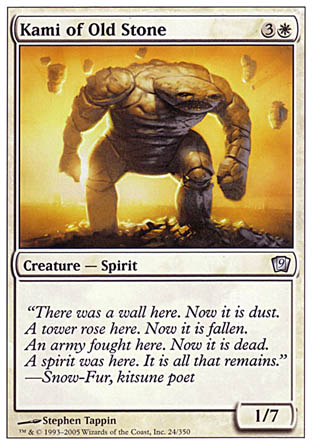 Kami of Old Stone 3
Creature — Spirit 9
“There was a wall here. Now it is dust.
A tower rose here. Now it is fallen.
An army fought here. Now it is dead.
A spirit was here. It is all that remains.”
—Snow-Fur, kitsune poet
Stephen Tappin
™ & © 1993–2005 Wizards of the Coast, Inc. 24/350
1/7